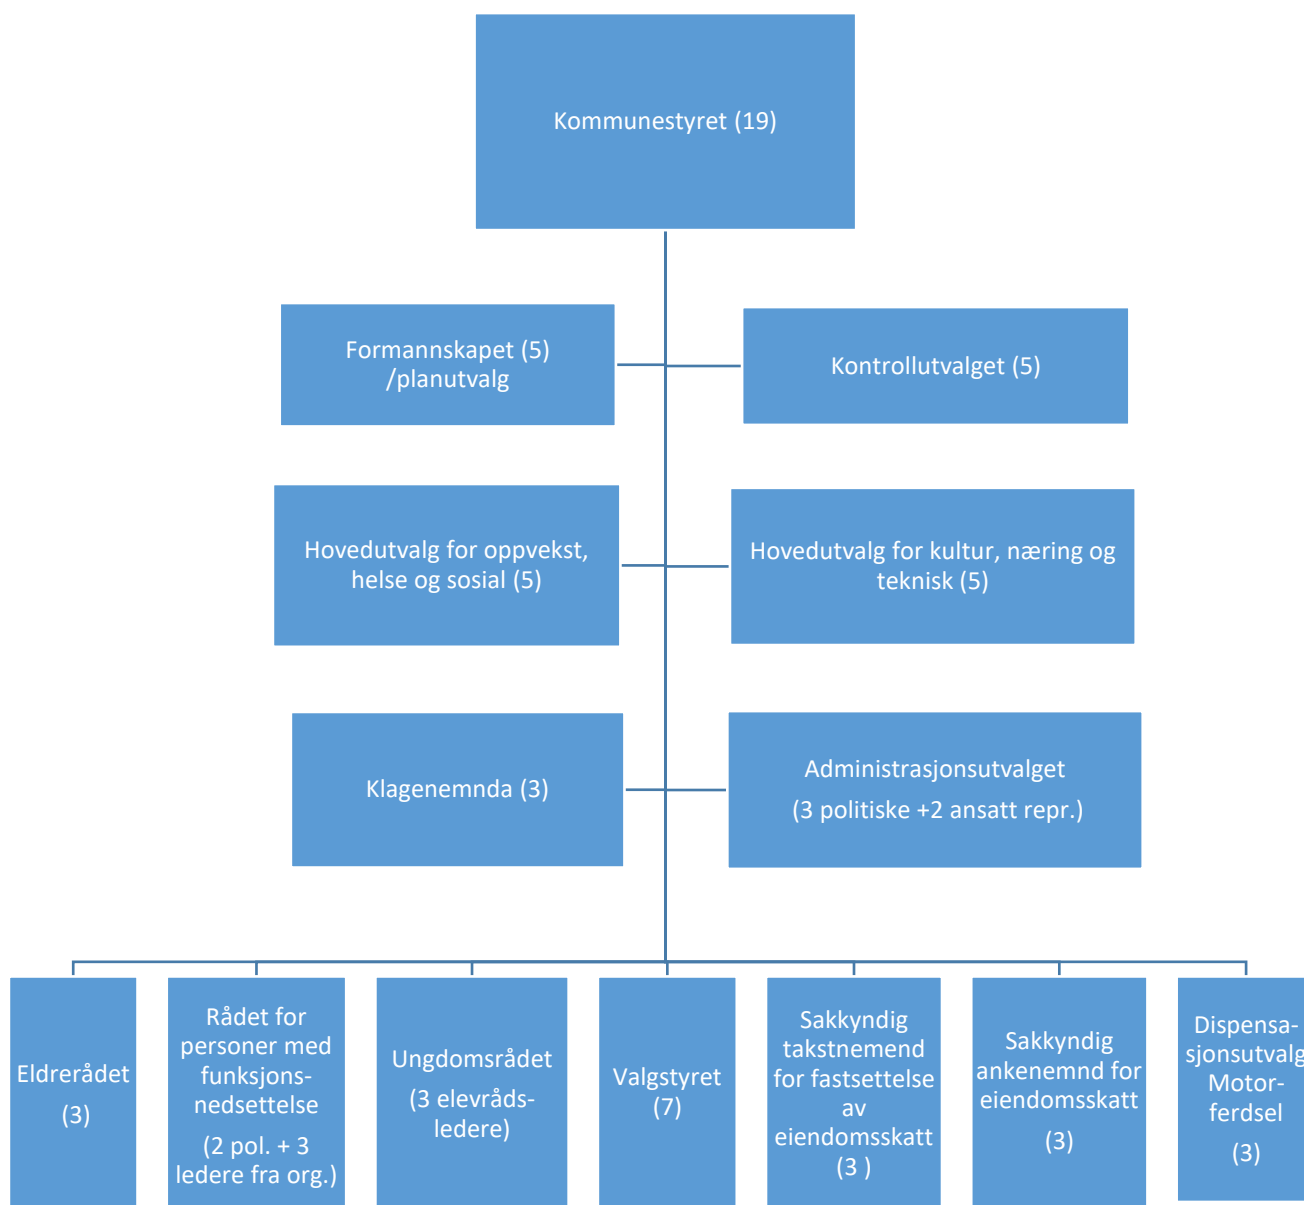 Kommunestyret (19)
Formannskapet (5)
/planutvalg
Kontrollutvalget (5)
Hovedutvalg for oppvekst,
helse og sosial (5)
Hovedutvalg for kultur, næring og
teknisk (5)
Klagenemnda (3)
Administrasjonsutvalget
(3 politiske +2 ansatt repr.)
Eldrerådet
(3)
Rådet for
personer med
funksjons-
nedsettelse
(2 pol. + 3
ledere fra org.)
Ungdomsrådet
(3 elevråds-
ledere)
Valgstyret
(7)
Sakkyndig
takstnemend
for fastsettelse
av
eiendomsskatt
(3 )
Sakkyndig
ankenemnd for
eiendomsskatt
(3)
Dispensa-
sjonsutvalg
Motor-
ferdsel
(3)